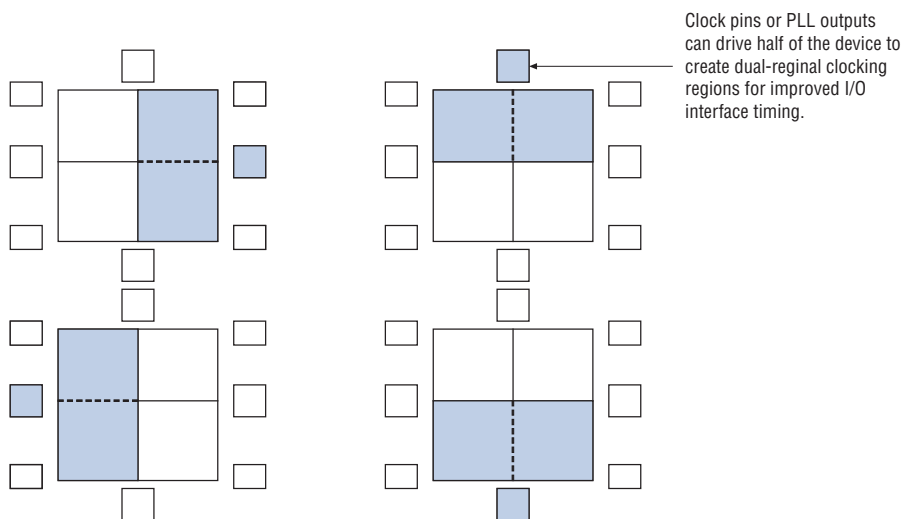 Clock pins or PLL outputs
can drive half of the device to
create dual-reginal clocking
regions for improved I/O
interface timing.